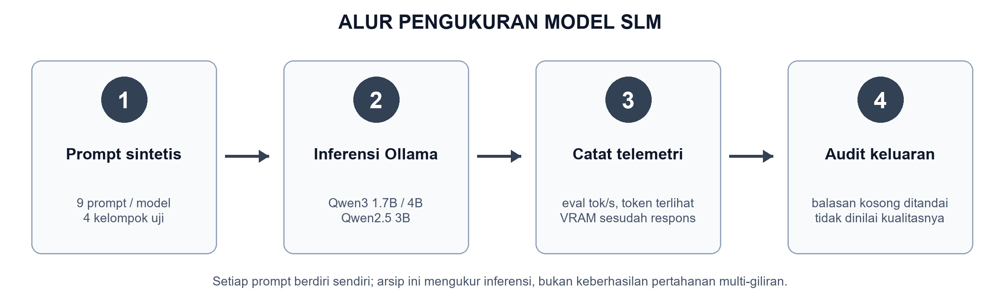 ALUR PENGUKURAN MODEL SLM
1
Prompt sintetis
9 prompt / model
4 kelompok uji
2
Inferensi Ollama
Qwen3 1.7B / 4B
Qwen2.5 3B
3
Catat telemetri
eval tok/s, token terlihat
VRAM sesudah respons
4
Audit keluaran
balasan kosong ditandai
tidak dinilai kualitasnya
Setiap prompt berdiri sendiri; arsip ini mengukur inferensi, bukan keberhasilan pertahanan multi-giliran.